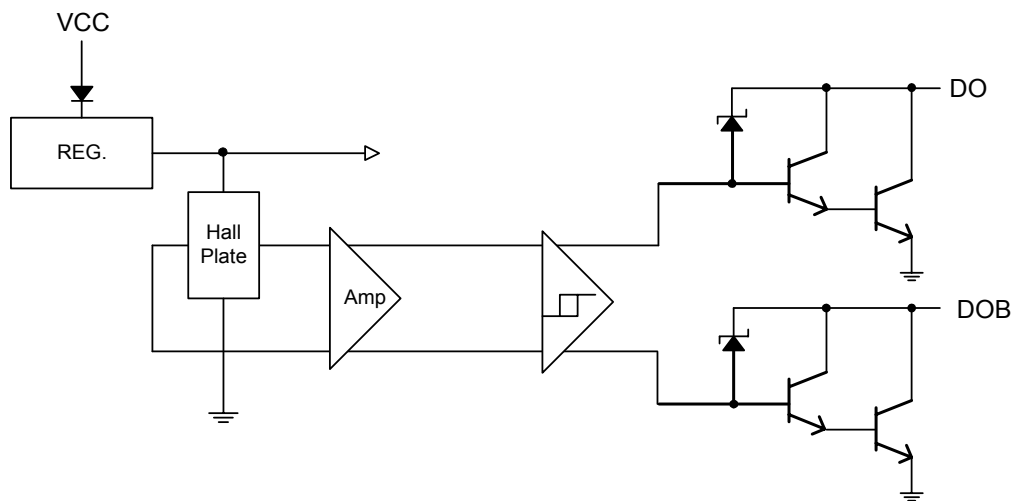 VCC
DO
REG.
Hall
Plate
Amp
DOB